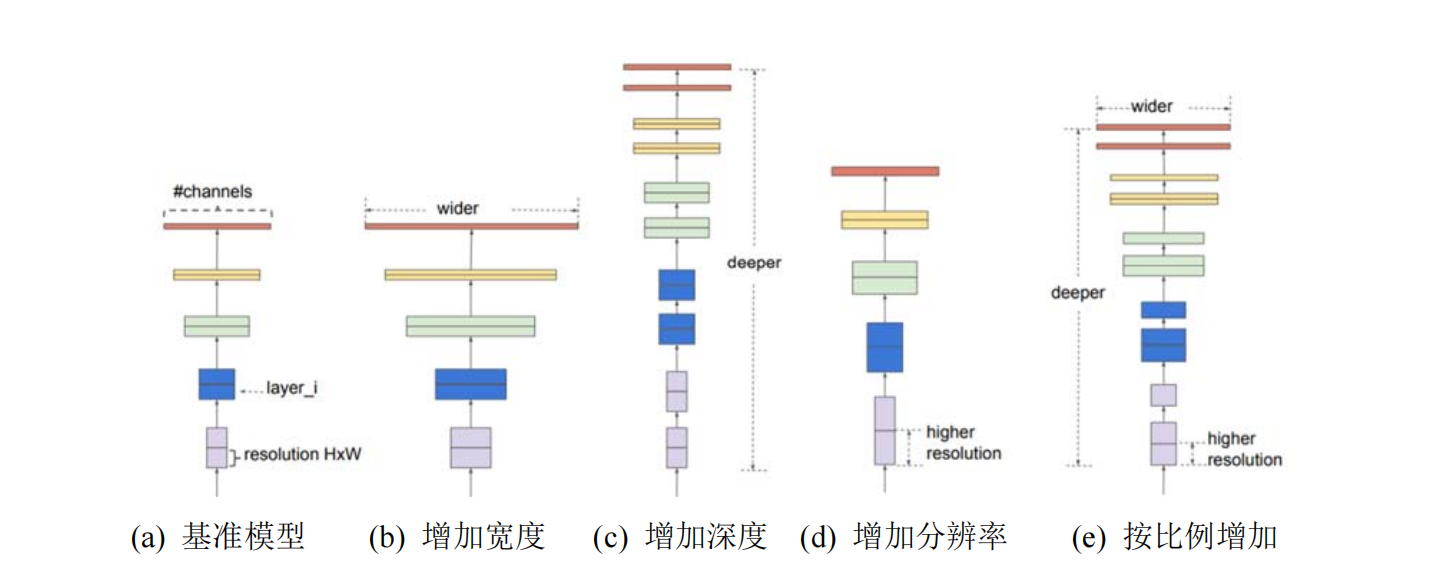 #channels
layer_i
resolution HxW
wider
deeper
higher
resolution
wider
deeper
higher
resolution
(a) 基准模型
(b) 增加宽度
(c) 增加深度
(d) 增加分辨率
(e) 按比例增加